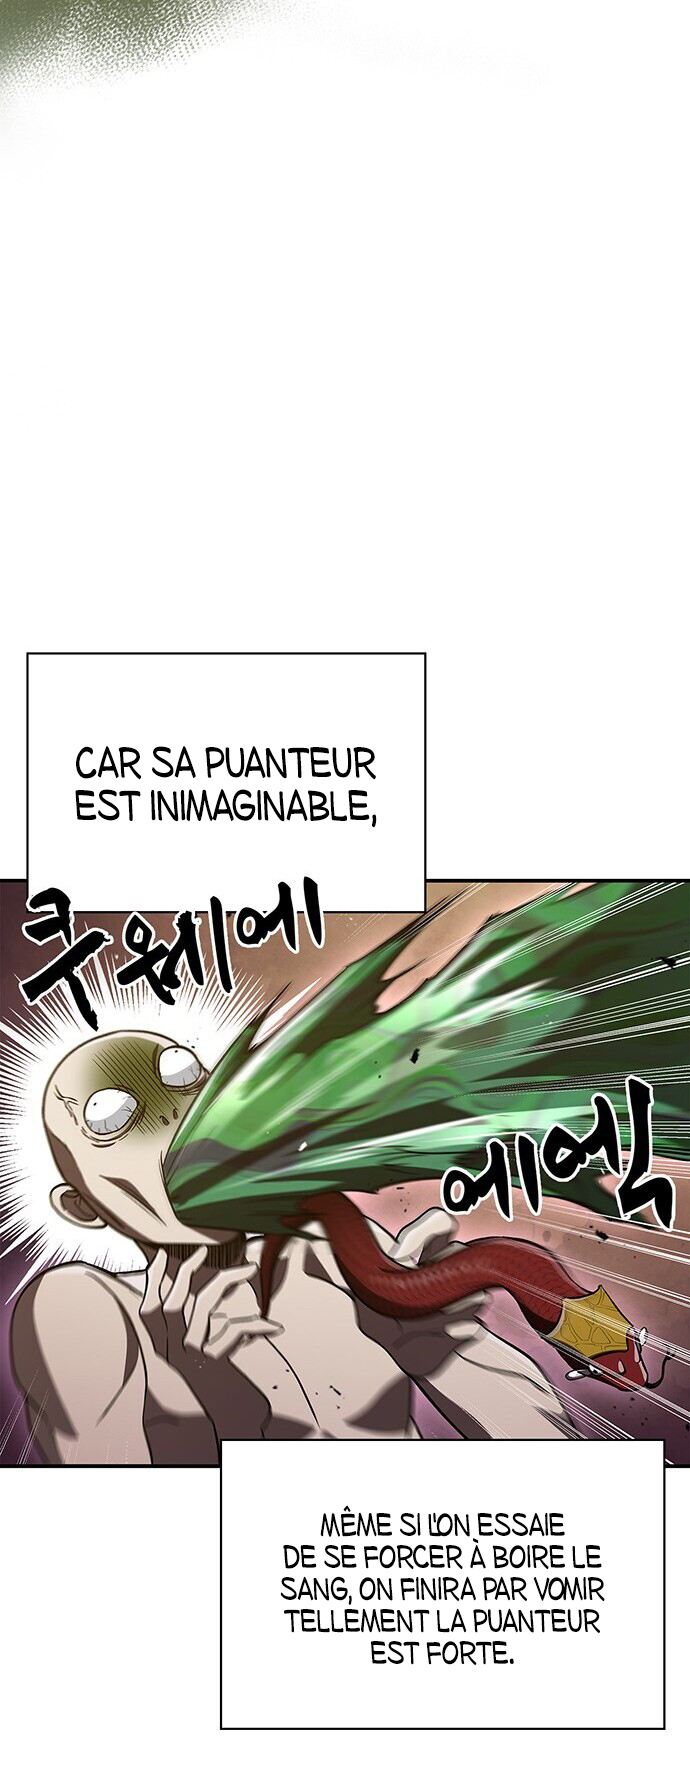 CAR SA PUANTEUR
EST INIMAGINABLE,
쿠웨에
에에엑
MÊME SI L'ON ESSAIE
DE SE FORCER À BOIRE LE
SANG, ON FINIRA PAR VOMIR
TELLEMENT LA PUANTEUR
EST FORTE.